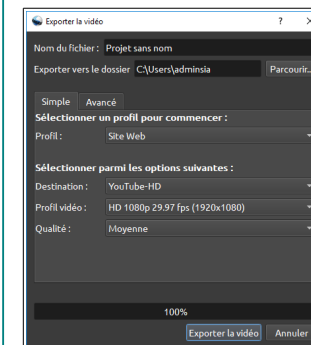 Exporter la vidéo ? ×
Nom du fichier : Projet sans nom
Exporter vers le dossier C:\Users\adminsia Parcourir...
Simple Avancé
Sélectionner un profil pour commencer :
Profil : Site Web
Sélectionner parmi les options suivantes :
Destination : YouTube-HD
Profil vidéo : HD 1080p 29.97 fps (1920x1080)
Qualité : Moyenne
100%
Exporter la vidéo Annuler